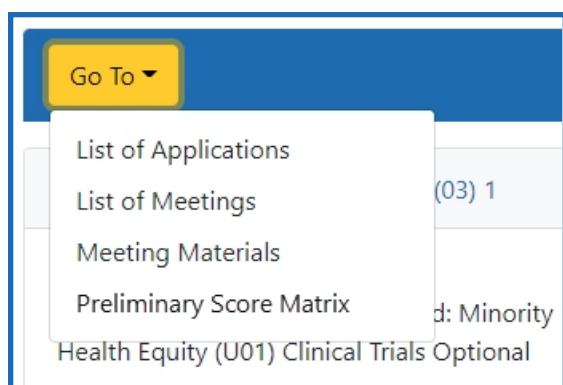 Go To
List of Applications
List of Meetings
(03) 1
Meeting Materials
Preliminary Score Matrix
d: Minority
Health Equity (U01) Clinical Trials Optional